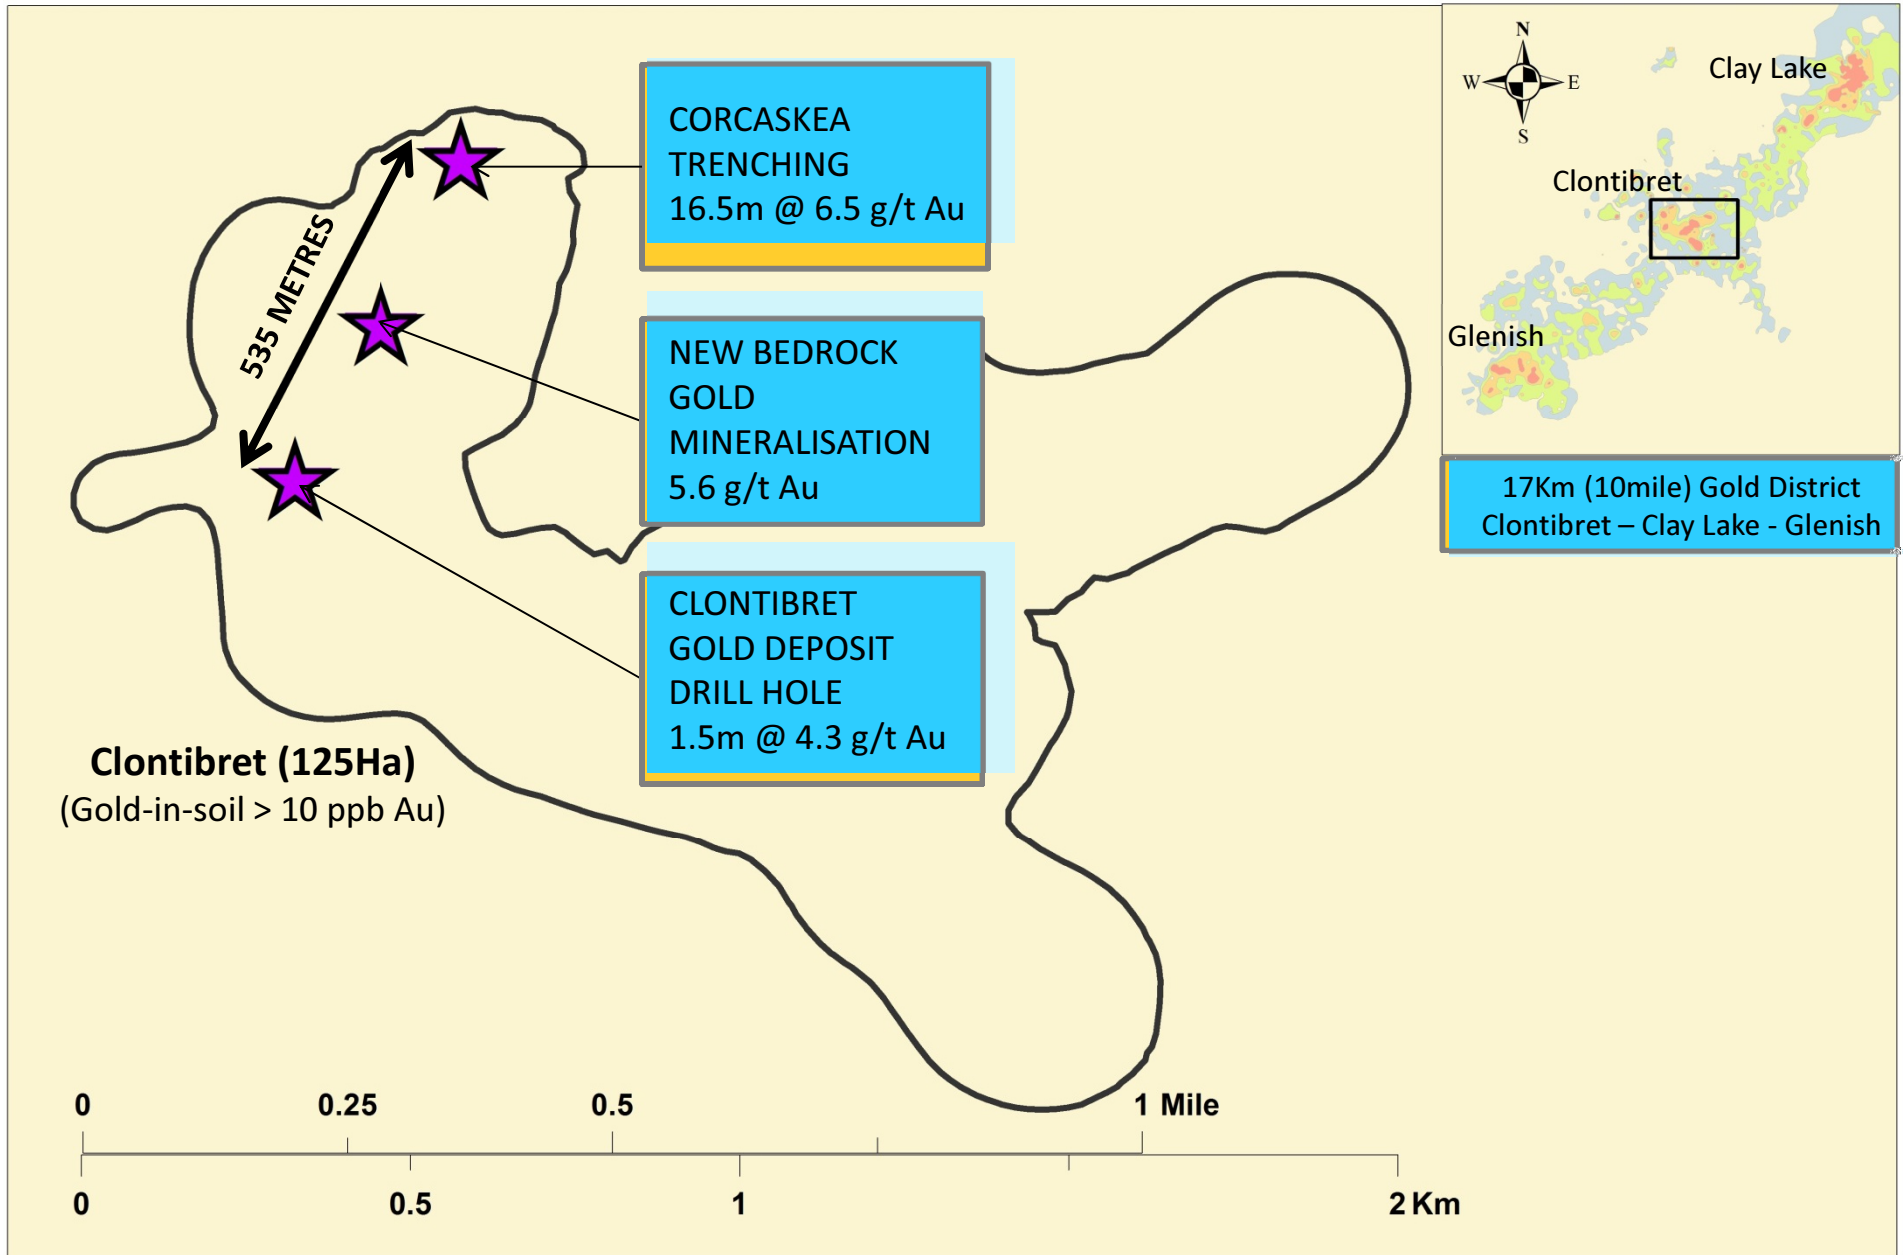 CORCASKEA
TRENCHING
16.5m @ 6.5 g/t Au
535 METRES
NEW BEDROCK
GOLD
MINERALISATION
5.6 g/t Au
CLONTIBRET
GOLD DEPOSIT
DRILL HOLE
1.5m @ 4.3 g/t Au
Clontibret (125Ha)
(Gold-in-soil > 10 ppb Au)
N
W E
S
Clay Lake
Clontibret
Glenish
17Km (10mile) Gold District
Clontibret – Clay Lake - Glenish
0 0.25 0.5 1 Mile
0 0.5 1 2 Km